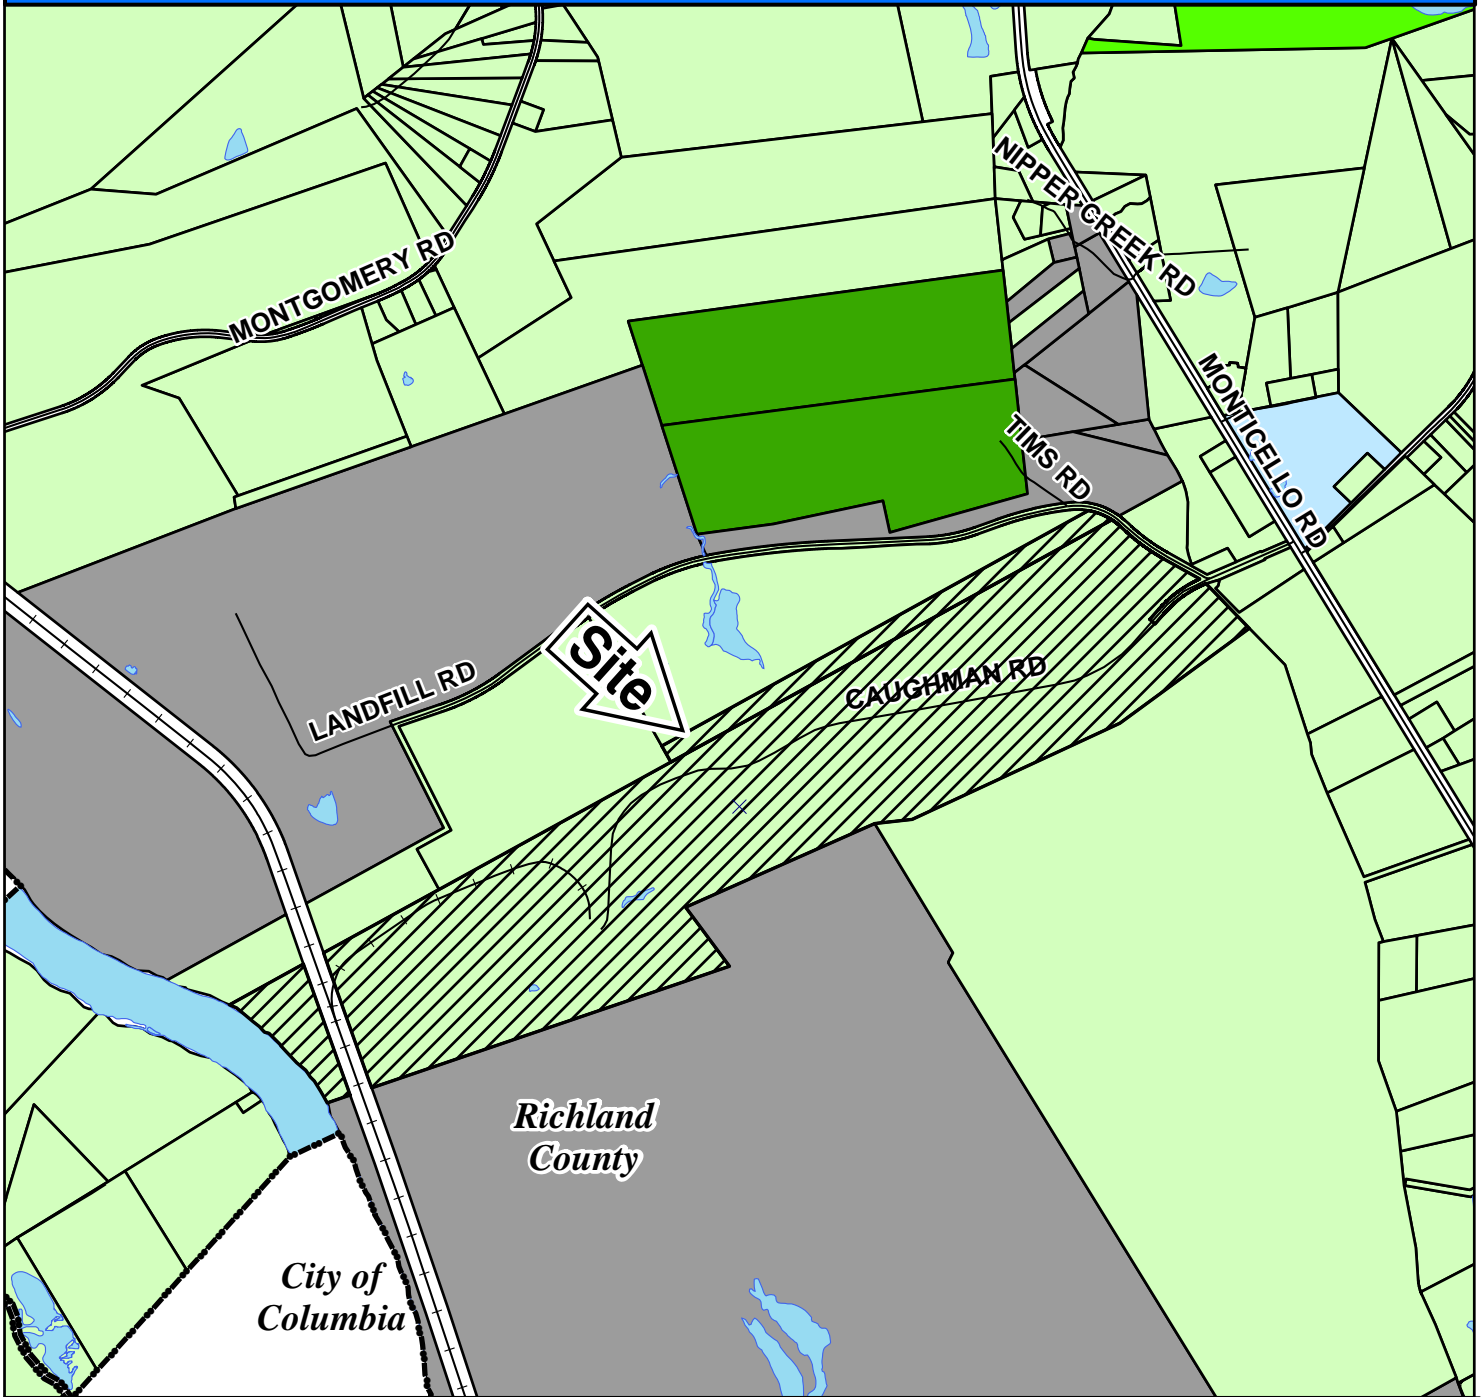 NIPPER CREEK RD
MONTGOMERY RD
MONTICELLO RD
TIMS RD
Site
CAUGHMAN RD
LANDFILL RD
Richland
County
City of
Columbia